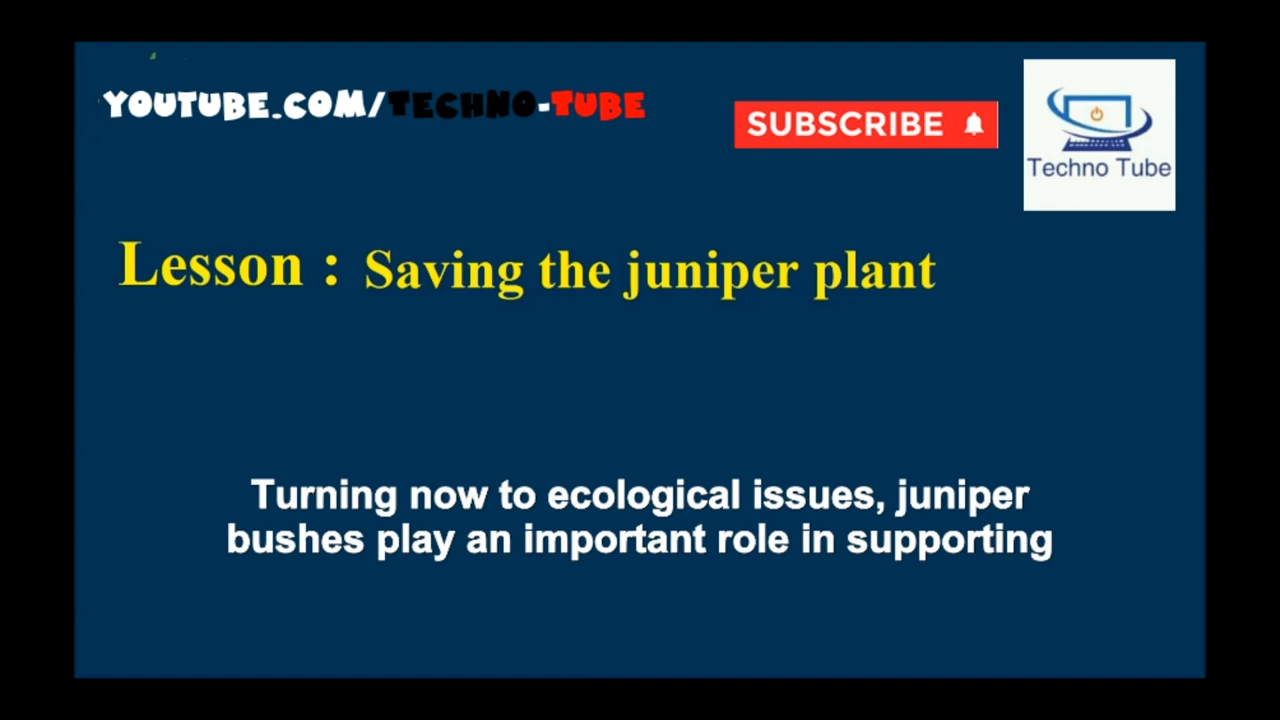 YOUTUBE.COM/TECHNO-TUBE
SUBSCRIBE
Techno Tube
Lesson : Saving the juniper plant
Turning now to ecological issues, juniper
bushes play an important role in supporting